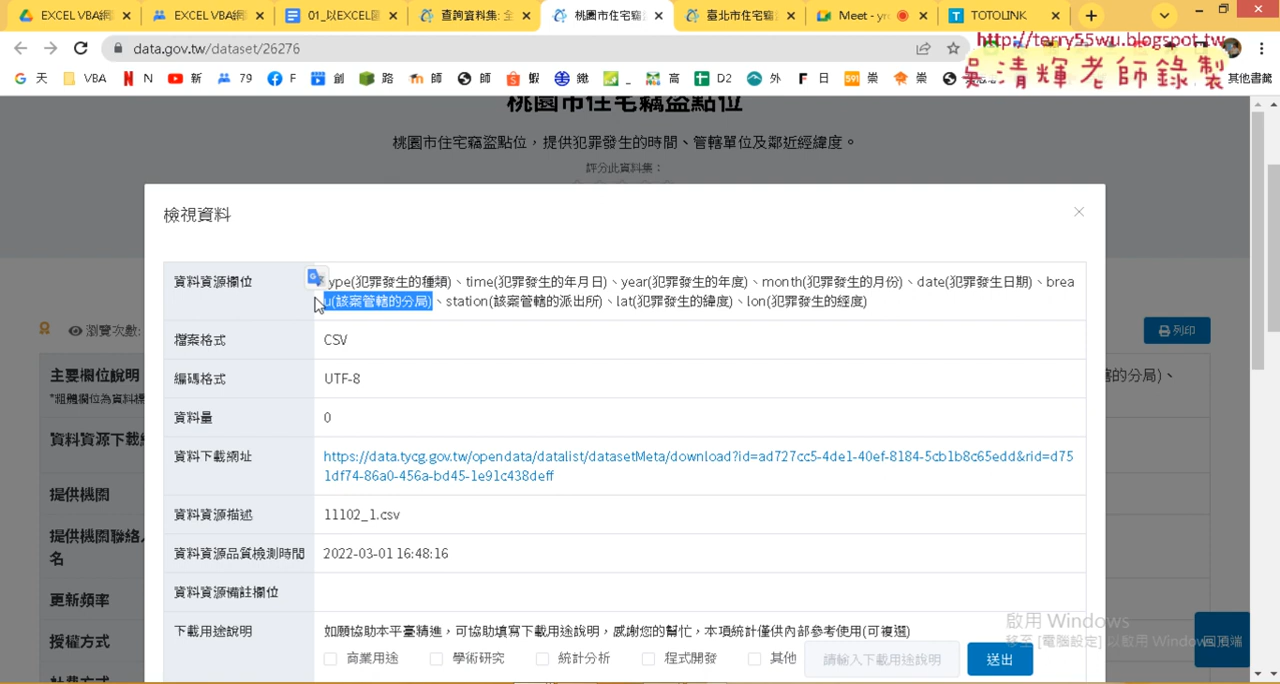 EXCEL VBA網
EXCEL VBA網
01_以EXCEL
查詢資料集: 全
桃園市住宅竊
臺北市住宅竊
Meet - yr
TOTOLINK
data.gov.tw/dataset/26276
http://terry55wu.blogspot.tw
吳清輝老師錄製
天
VBA
N
新
79
F
創
路
師
師
蝦
高
D2
外
日
崇
崇
其他書籤
桃園市住宅竊盜點位
桃園市住宅竊盜點位，提供犯罪發生的時間、管轄單位及鄰近經緯度。
評分此資料集：
檢視資料
資料資源欄位
ype(犯罪發生的種類)、time(犯罪發生的年月日)、year(犯罪發生的年度)、month(犯罪發生的月份)、date(犯罪發生日期)、brea
u(該案管轄的分局)、station(該案管轄的派出所)、lat(犯罪發生的緯度)、lon(犯罪發生的經度)
瀏覽次數:
列印
檔案格式
CSV
主要欄位說明
轄的分局)、
編碼格式
UTF-8
資料量
0
資料資源下載
資料下載網址
https://data.tycg.gov.tw/opendata/datalist/datasetMeta/download?id=ad727cc5-4de1-40ef-8184-5cb1b8c65edd&rid=d75
1df74-86a0-456a-bd45-1e91c438deff
提供機關
資料資源描述
11102_1.csv
提供機關聯絡
名
資料資源品質檢測時間
2022-03-01 16:48:16
資料資源備註欄位
更新頻率
下載用途說明
如願協助本平臺精進，可協助填寫下載用途說明，感謝您的幫忙，本項統計僅供內部參考使用(可複選)
授權方式
商業用途
學術研究
統計分析
程式開發
其他
請輸入下載用途說明
送出
啟用 Windows
移至 [電腦設定] 以啟用 Windows
回頂端